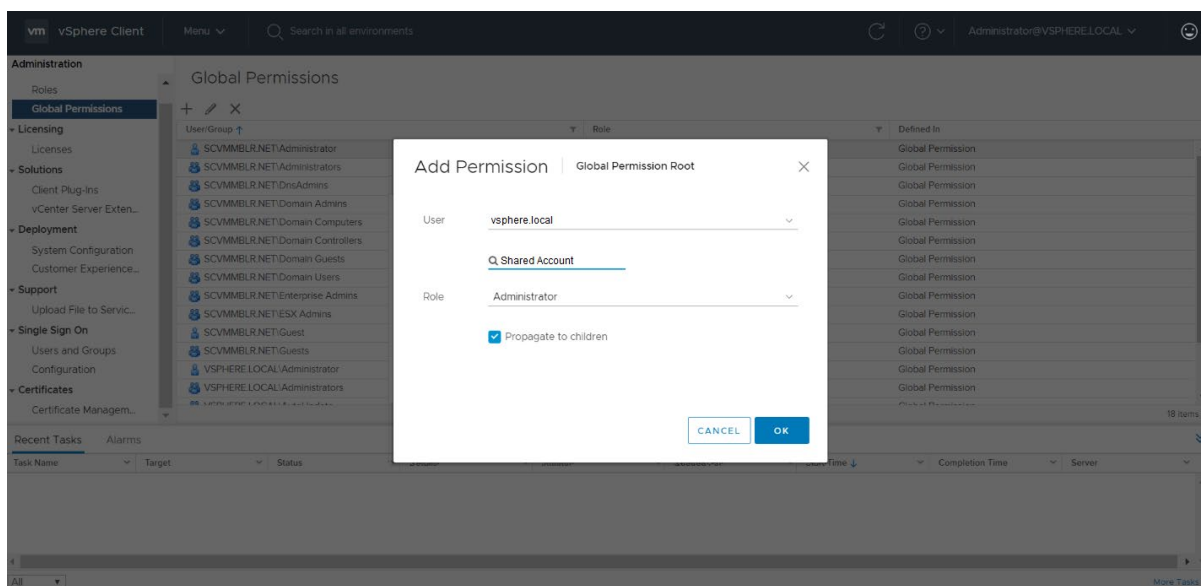 vm vSphere Client Menu Search in all environments Administrator@VSPHERE.LOCAL
Administration
Roles
Global Permissions
Licensing
Licenses
Solutions
Client Plug-Ins
vCenter Server Exten...
Deployment
System Configuration
Customer Experience...
Support
Upload File to Servic...
Single Sign On
Users and Groups
Configuration
Certificates
Certificate Managem...
Global Permissions
User/Group Role Defined In
SCVMMBLR.NET\Administrator Global Permission
SCVMMBLR.NET\Administrators Global Permission
SCVMMBLR.NET\DnsAdmins Global Permission
SCVMMBLR.NET\Domain Admins Global Permission
SCVMMBLR.NET\Domain Computers Global Permission
SCVMMBLR.NET\Domain Controllers Global Permission
SCVMMBLR.NET\Domain Guests Global Permission
SCVMMBLR.NET\Domain Users Global Permission
SCVMMBLR.NET\Enterprise Admins Global Permission
SCVMMBLR.NET\ESX Admins Global Permission
SCVMMBLR.NET\Guest Global Permission
SCVMMBLR.NET\Guests Global Permission
VSPHERE.LOCAL\Administrator Global Permission
VSPHERE.LOCAL\Administrators Global Permission
18 items
Add Permission Global Permission Root
User vsphere.local
Shared Account
Role Administrator
Propagate to children
CANCEL OK
Recent Tasks Alarms
Task Name Target Status Time Completion Time Server
All More Tasks